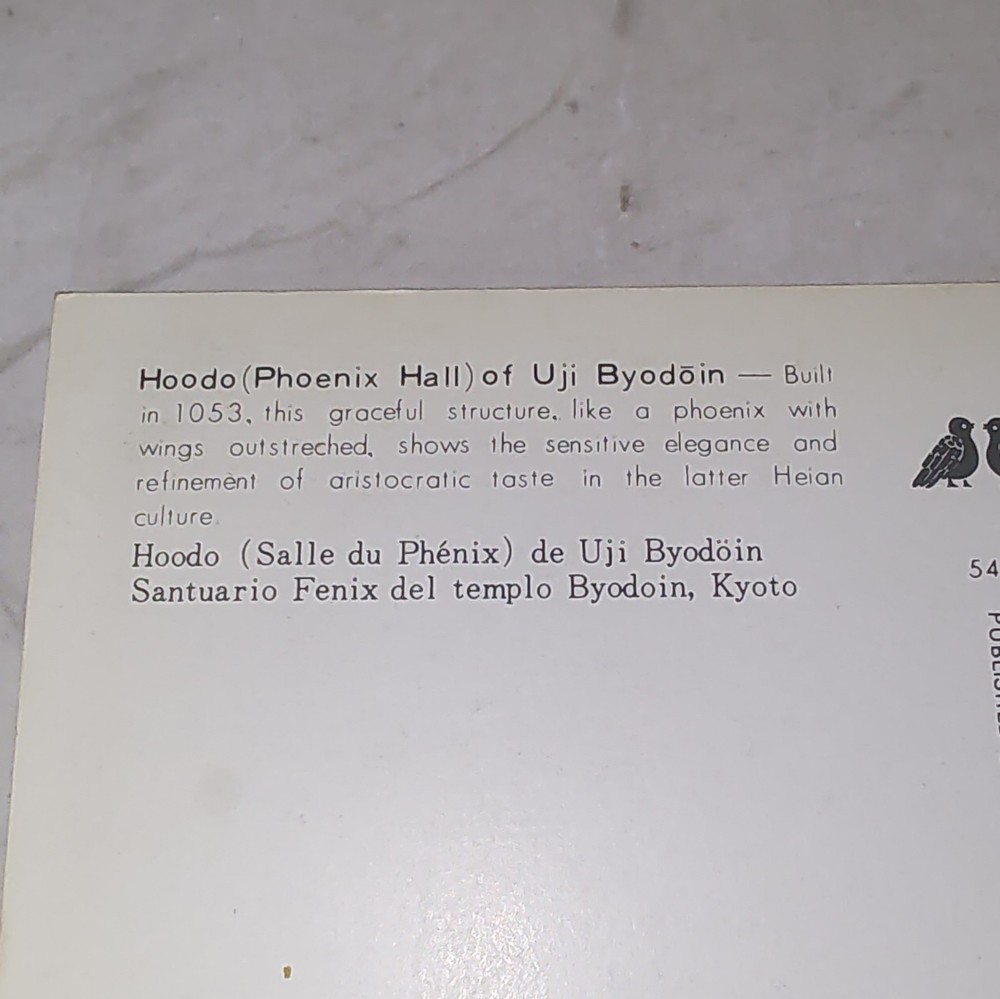 Hoodo (Phoenix Hall) of Uji Byodōin — Built
in 1053, this graceful structure, like a phoenix with
wings outstreched, shows the sensitive elegance and
refinement of aristocratic taste in the latter Heian
culture.
Hoodo (Salle du Phénix) de Uji Byodöin
Santuario Fenix del templo Byodoin, Kyoto
54